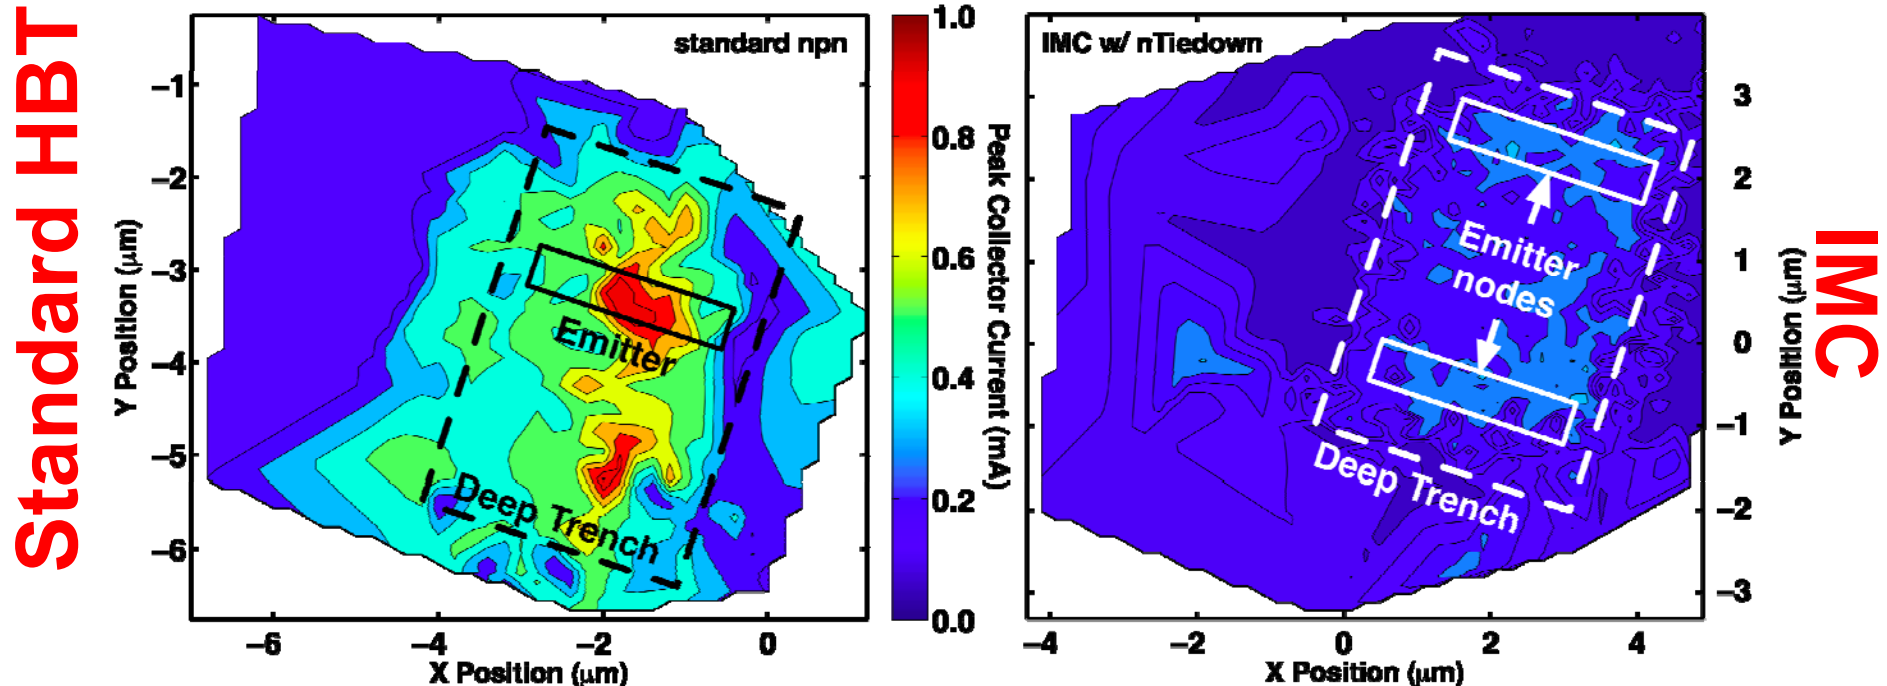 Standard HBT
standard npn
−1
−2
−3
−4
−5
−6
Y Position (μm)
Emitter
Deep Trench
−6
−4
−2
0
X Position (μm)
1.0
0.8
0.6
0.4
0.2
0.0
Peak Collector Current (mA)
IMC w/ nTiedown
Emitter
nodes
Deep Trench
−4
−2
0
2
4
X Position (μm)
3
2
1
0
−1
−2
−3
Y Position (μm)
IMC